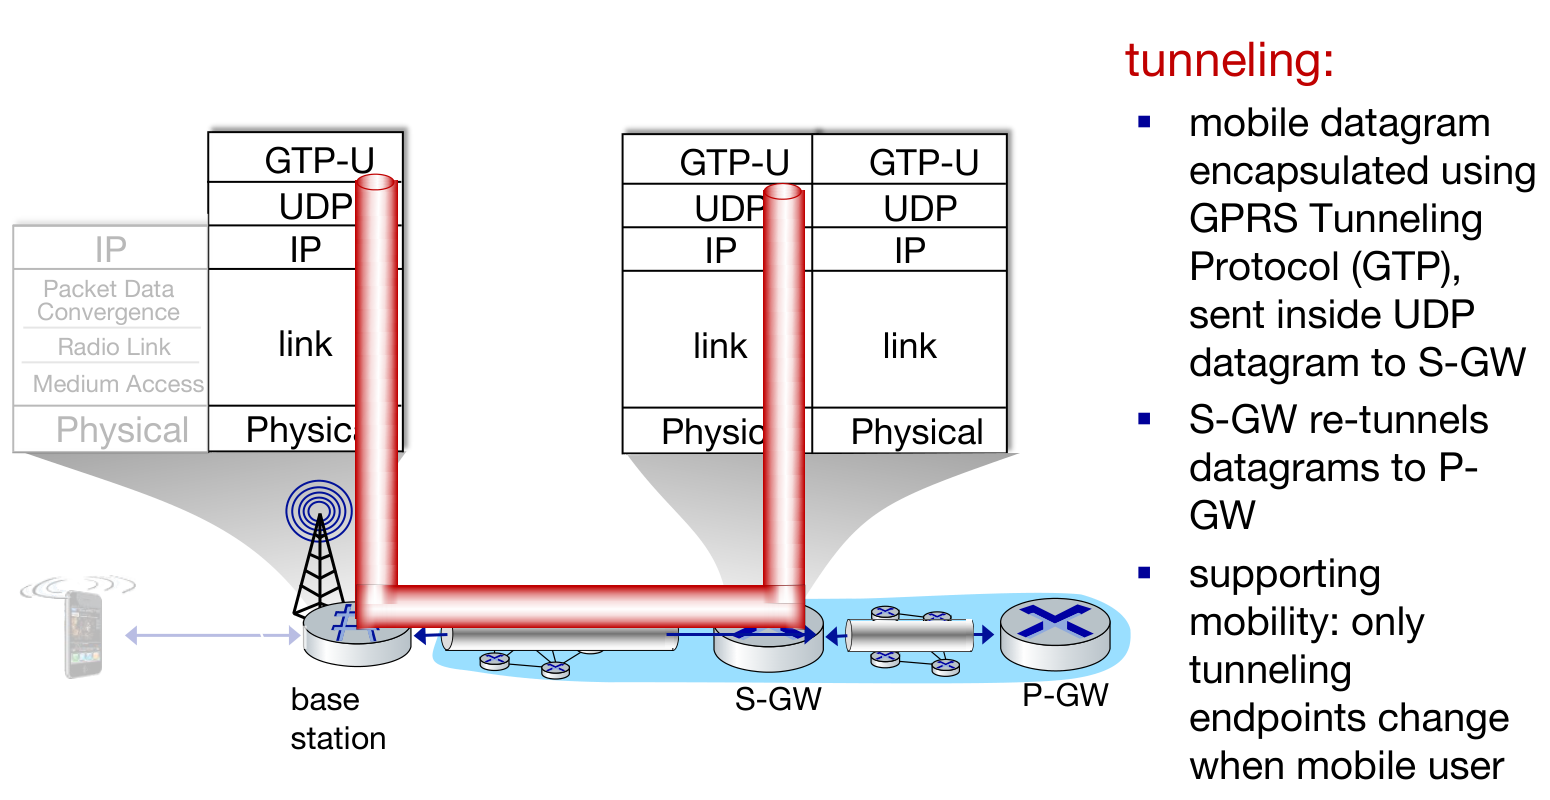 tunneling:
mobile datagram
encapsulated using
GPRS Tunneling
Protocol (GTP),
sent inside UDP
datagram to S-GW
S-GW re-tunnels
datagrams to P-
GW
supporting
mobility: only
tunneling
endpoints change
when mobile user
IP
Packet Data
Convergence
Radio Link
Medium Access
Physical
GTP-U
UDP
IP
link
Physic
GTP-U
UDP
IP
link
Physic
GTP-U
UDP
IP
link
Physical
base
station
S-GW
P-GW